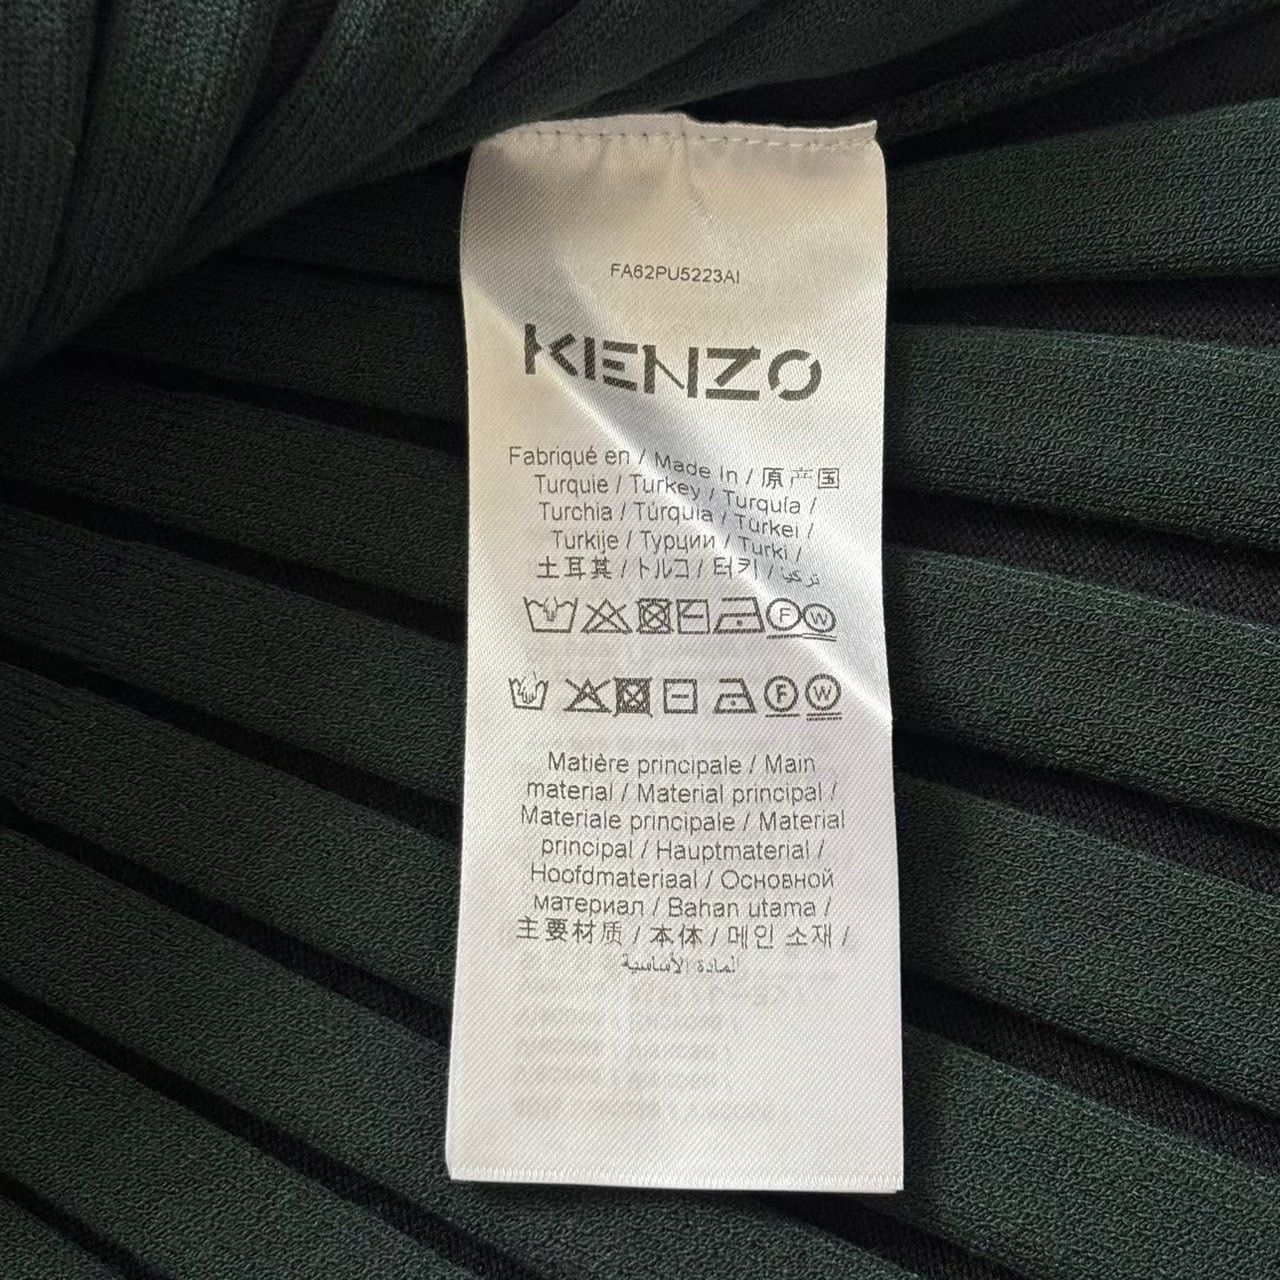 FA62PU5223AI
KENZO
Fabriqué en / Made In / 原产国
Turquie / Turkey / Turquía /
Turchia / Turquia / Türkei /
Turkije / Турции / Turki /
土耳其 / トルコ / 터키 / تركيا
F W
F W
Matière principale / Main
material / Material principal /
Materiale principale / Material
principal / Hauptmaterial /
Hoofdmateriaal / Основной
материал / Bahan utama /
主要材质 / 本体 / 메인 소재 /
المادة الأساسية